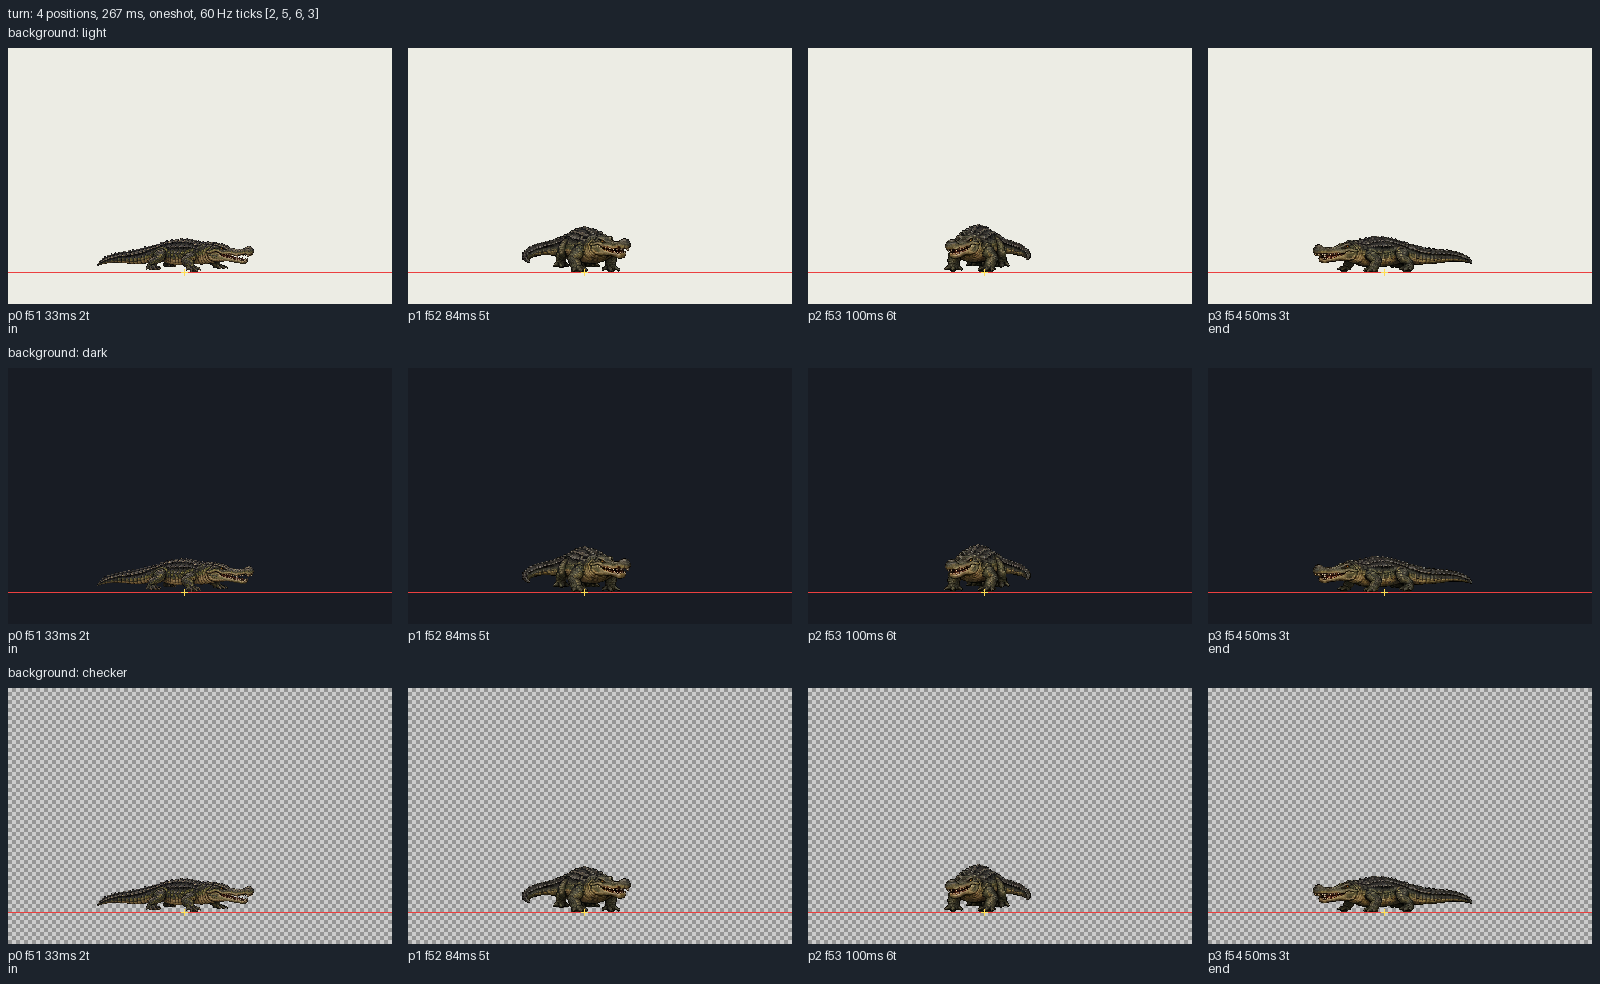 turn: 4 positions, 267 ms, oneshot, 60 Hz ticks [2, 5, 6, 3]
background: light
p0 f51 33ms 2t
in
p1 f52 84ms 5t
p2 f53 100ms 6t
p3 f54 50ms 3t
end
background: dark
p0 f51 33ms 2t
in
p1 f52 84ms 5t
p2 f53 100ms 6t
p3 f54 50ms 3t
end
background: checker
p0 f51 33ms 2t
in
p1 f52 84ms 5t
p2 f53 100ms 6t
p3 f54 50ms 3t
end